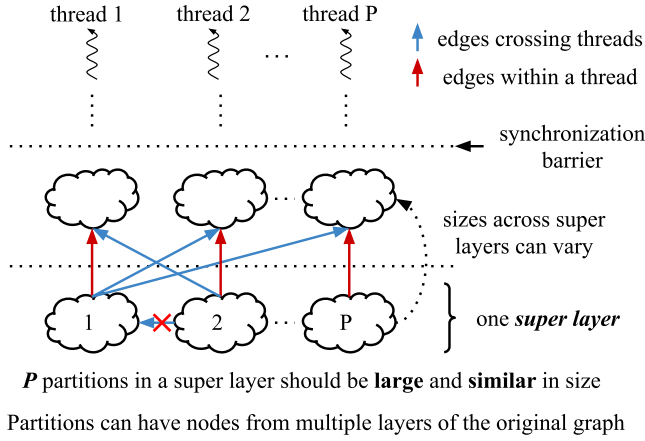 thread 1
thread 2
thread P
edges crossing threads
edges within a thread
synchronization
barrier
sizes across super
layers can vary
1
2
P
one super layer
P partitions in a super layer should be large and similar in size
Partitions can have nodes from multiple layers of the original graph